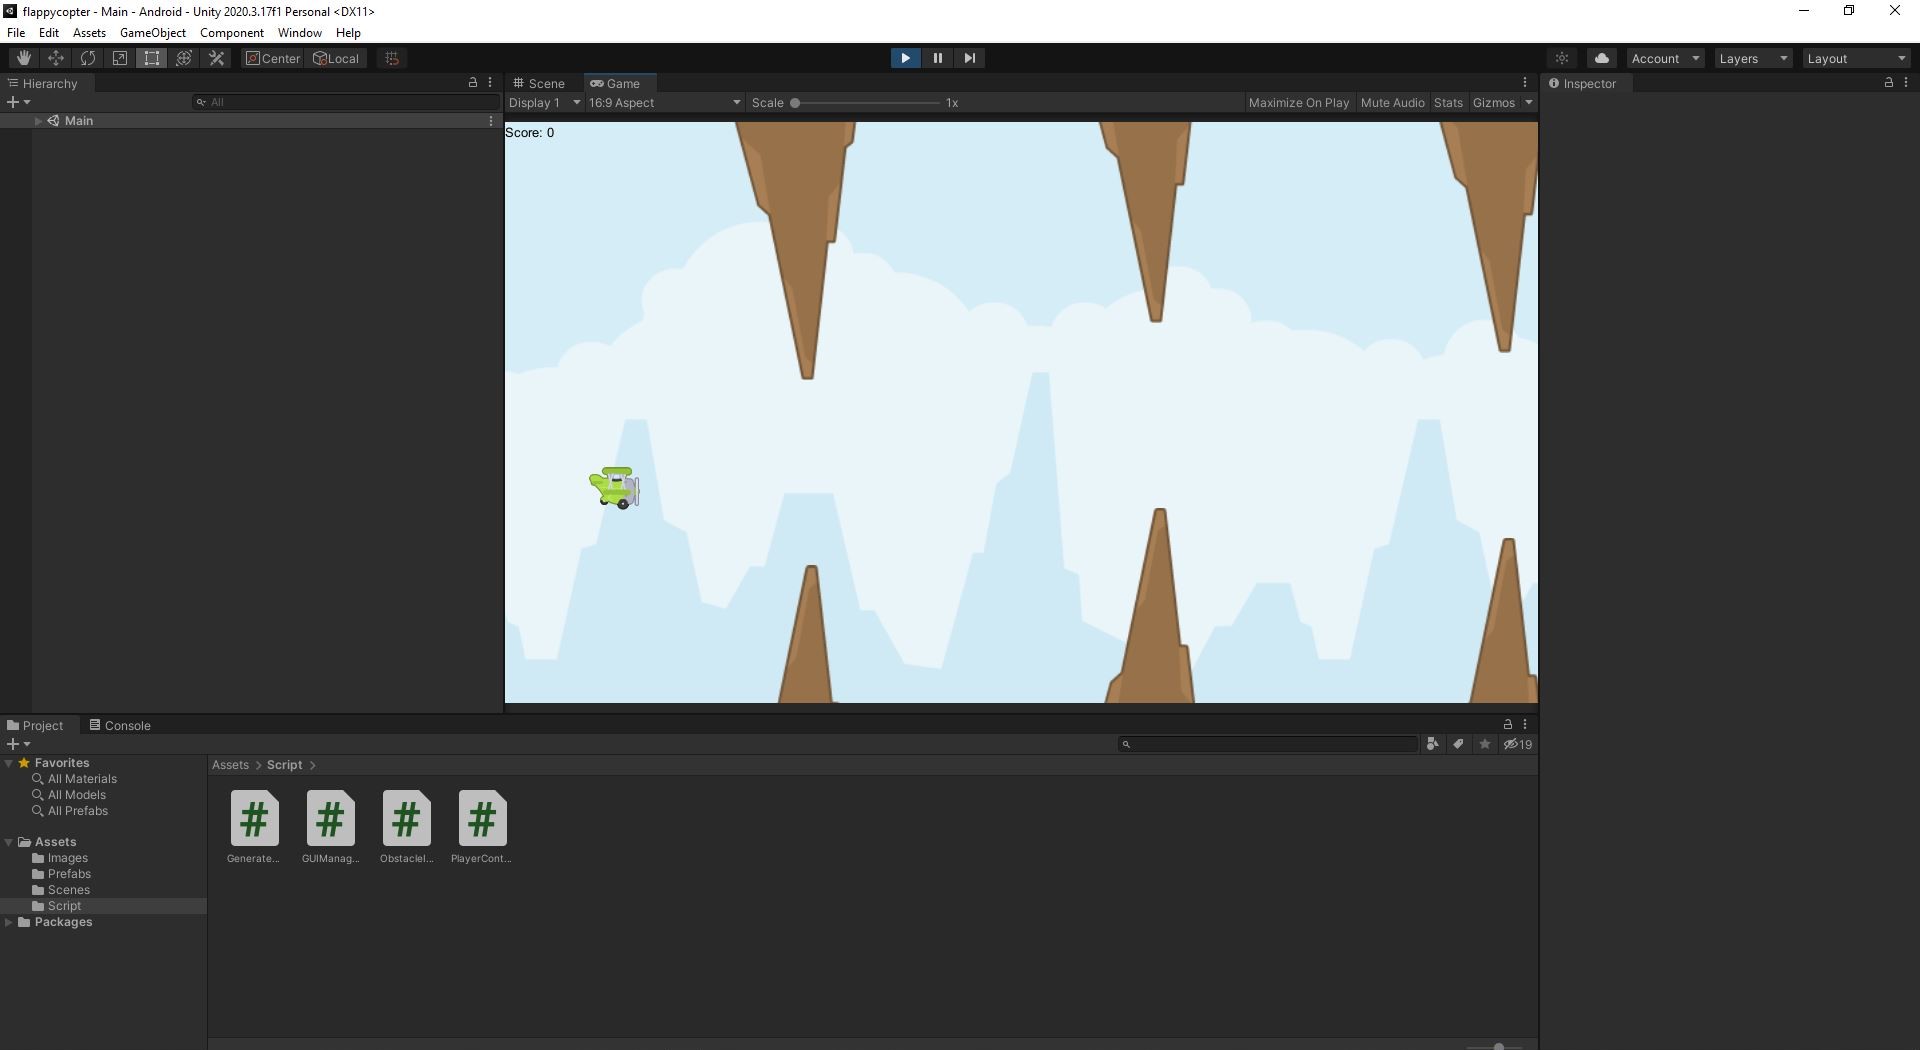 flappycopter - Main - Android - Unity 2020.3.17f1 Personal <DX11>
File Edit Assets GameObject Component Window Help
Center Local
Account Layers Layout
Hierarchy
All
Main
Scene Game
Display 1 16:9 Aspect Scale 1x Maximize On Play Mute Audio Stats Gizmos
Score: 0
Inspector
Project Console
19
Favorites
All Materials
All Models
All Prefabs
Assets
Images
Prefabs
Scenes
Script
Packages
Assets > Script >
# # # #
Generate... GUIManag... ObstacleI... PlayerCont...